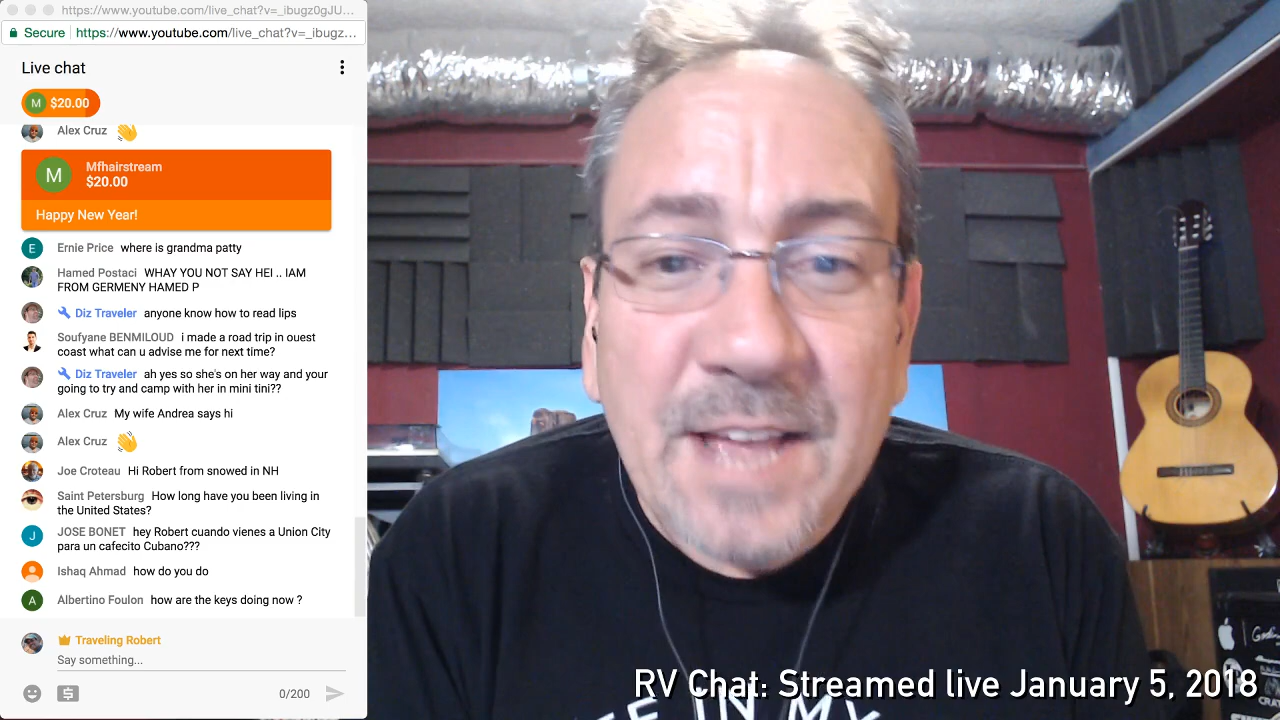 https://www.youtube.com/live_chat?v=_ibugz0gJU...
Secure
https://www.youtube.com/live_chat?v=_ibugz...
Live chat
M $20.00
Alex Cruz
M
Mfhairstream
$20.00
Happy New Year!
E Ernie Price where is grandma patty
Hamed Postaci WHAY YOU NOT SAY HEI .. IAM
FROM GERMENY HAMED P
Diz Traveler anyone know how to read lips
Soufyane BENMILOUD i made a road trip in ouest
coast what can u advise me for next time?
Diz Traveler ah yes so she's on her way and your
going to try and camp with her in mini tini??
Alex Cruz My wife Andrea says hi
Alex Cruz
Joe Croteau Hi Robert from snowed in NH
Saint Petersburg How long have you been living in
the United States?
J JOSE BONET hey Robert cuando vienes a Union City
para un cafecito Cubano???
Ishaq Ahmad how do you do
A Albertino Foulon how are the keys doing now ?
Traveling Robert
Say something...
0/200
RV Chat: Streamed live January 5, 2018
IN MY